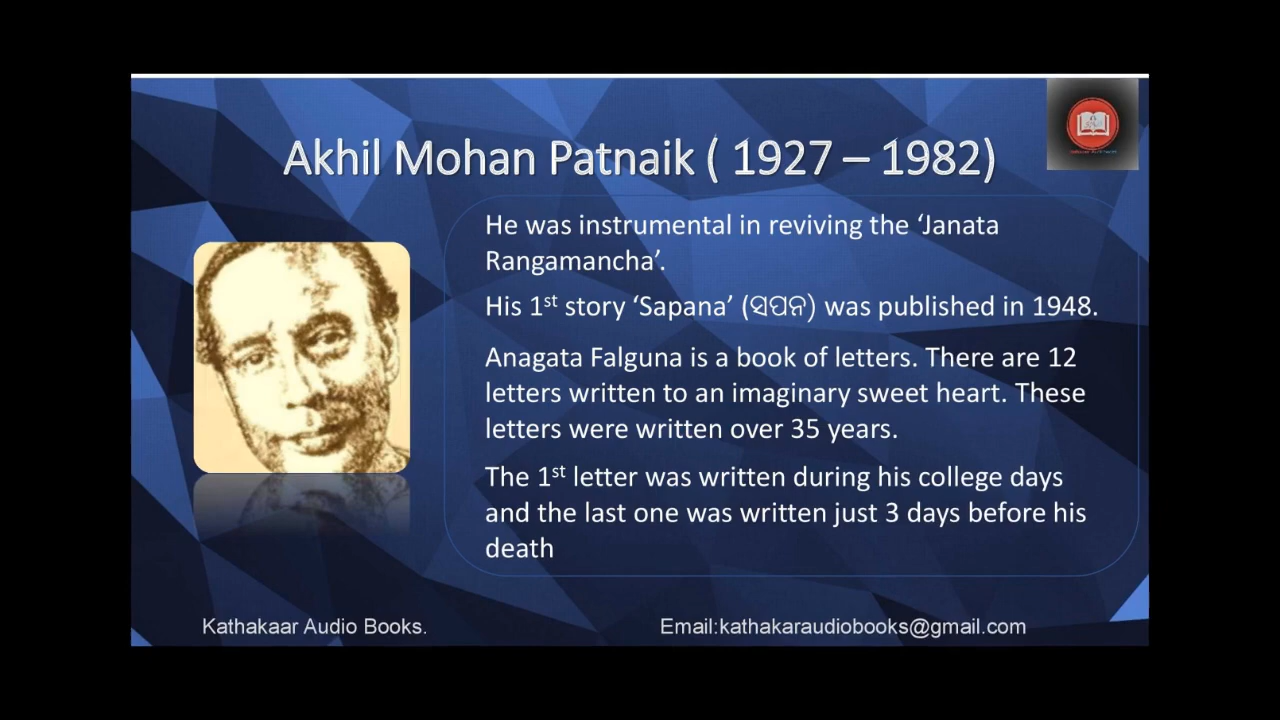 Akhil Mohan Patnaik ( 1927 – 1982)
He was instrumental in reviving the ‘Janata
Rangamancha’.
His 1st story ‘Sapana’ (ସପନ) was published in 1948.
Anagata Falguna is a book of letters. There are 12
letters written to an imaginary sweet heart. These
letters were written over 35 years.
The 1st letter was written during his college days
and the last one was written just 3 days before his
death
Kathakaar Audio Books.
Email:kathakaraudiobooks@gmail.com